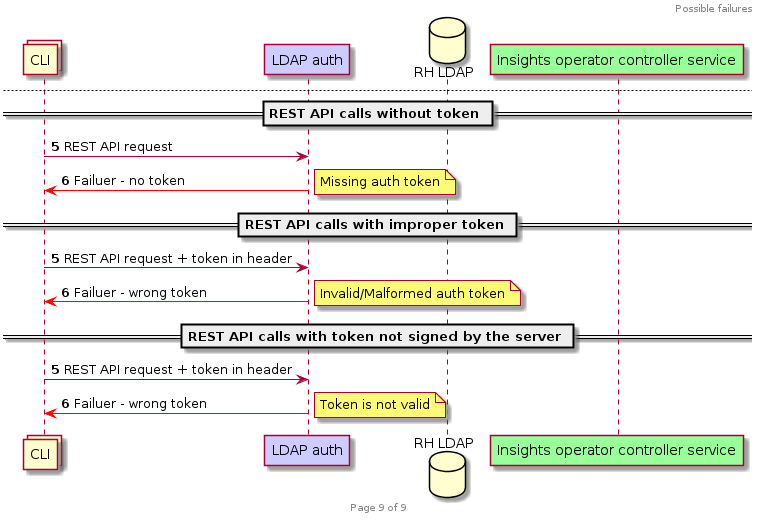 Possible failures
CLI
LDAP auth
RH LDAP
Insights operator controller service
REST API calls without token
5 REST API request
6 Failuer - no token
Missing auth token
REST API calls with improper token
5 REST API request + token in header
6 Failuer - wrong token
Invalid/Malformed auth token
REST API calls with token not signed by the server
5 REST API request + token in header
6 Failuer - wrong token
Token is not valid
CLI
LDAP auth
RH LDAP
Insights operator controller service
Page 9 of 9